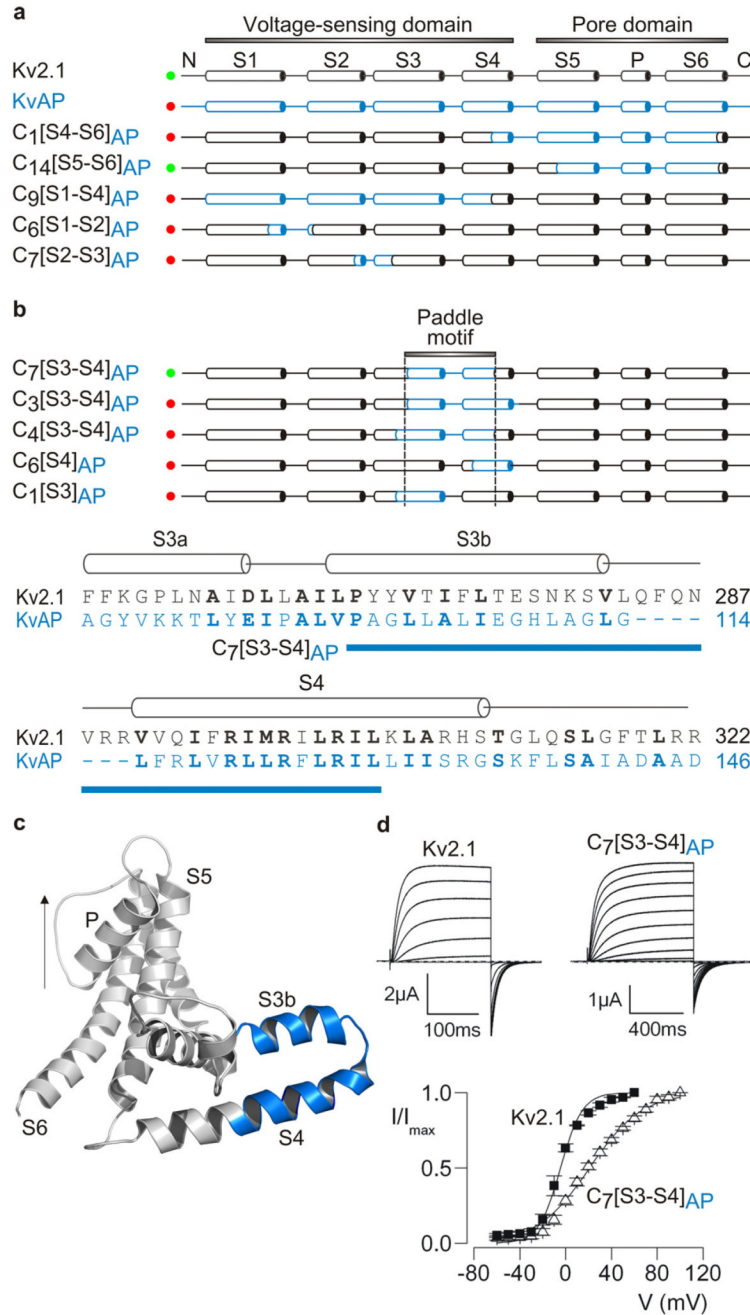 a
Voltage-sensing domain Pore domain
N S1 S2 S3 S4 S5 P S6 C
Kv2.1
KvAP
C1[S4-S6]AP
C14[S5-S6]AP
C9[S1-S4]AP
C6[S1-S2]AP
C7[S2-S3]AP
b
Paddle
motif
C7[S3-S4]AP
C3[S3-S4]AP
C4[S3-S4]AP
C6[S4]AP
C1[S3]AP
S3a S3b
Kv2.1 FFKGPLNAIDLLAILPYYVTIFLTESNKSVLQFQN 287
KvAP AGYVKKTLYEIPALVPAGLLALIEGHLAGLG---- 114
C7[S3-S4]AP
S4
Kv2.1 VRRVVQIFRIMRILRILKLARHSTGLQSLGFTLRR 322
KvAP ---LFRLVRLLRFLRILLIISRGSKFLSAIADAAD 146
c
S5
P
S3b
S6
S4
d
Kv2.1 C7[S3-S4]AP
2µA 1µA
100ms 400ms
I/Imax
1.0
0.5
0.0
Kv2.1
C7[S3-S4]AP
-80 -40 0 40 80 120
V (mV)